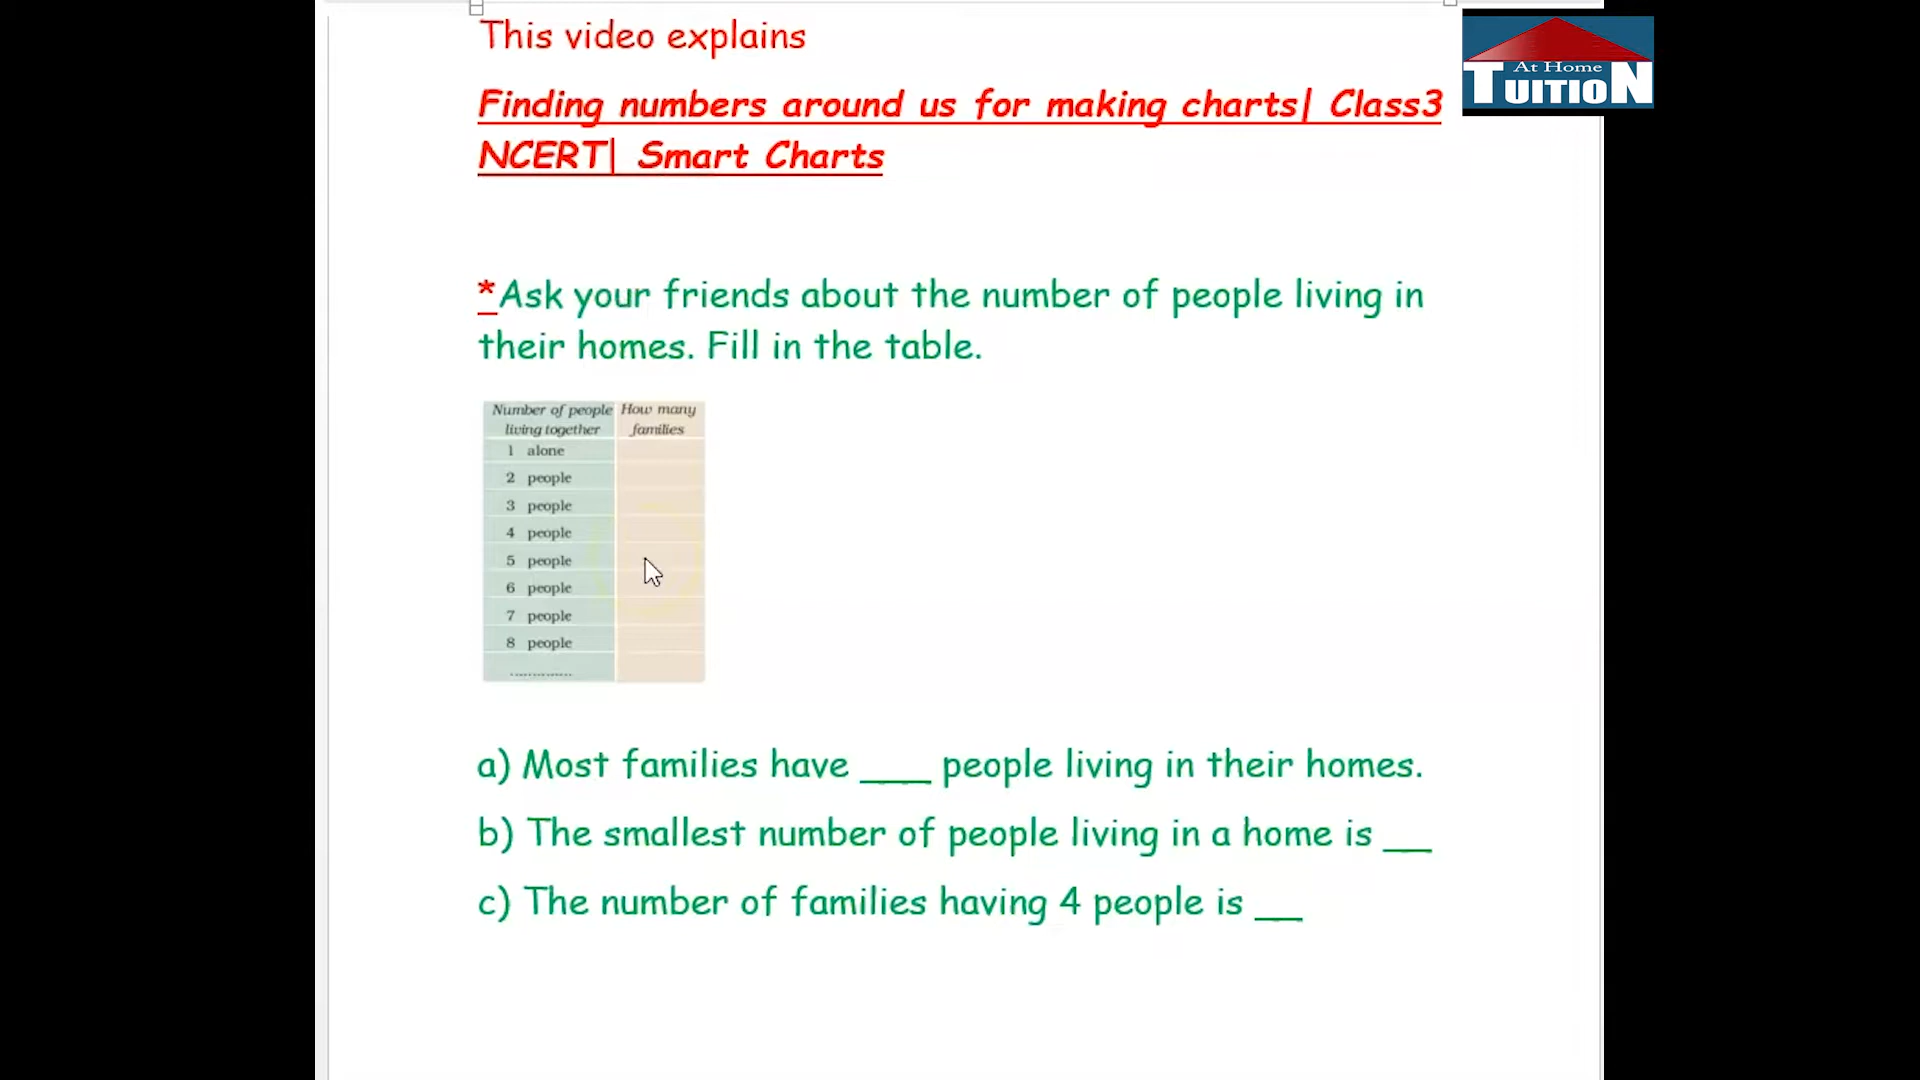 This video explains
Finding numbers around us for making charts| Class3
NCERT| Smart Charts
At Home
TUITION
*Ask your friends about the number of people living in
their homes. Fill in the table.
Number of people How many
living together families
1 alone
2 people
3 people
4 people
5 people
6 people
7 people
8 people
.............
a) Most families have ___ people living in their homes.
b) The smallest number of people living in a home is __
c) The number of families having 4 people is __